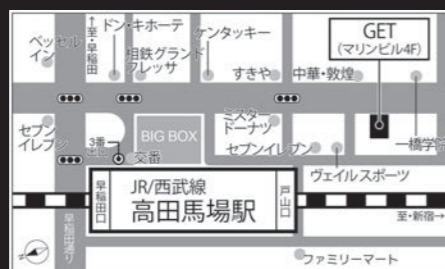 ベッセル
イン
←至・早稲田
ドン・キホーテ
相鉄グランド
フレッサ
ケンタッキー
すきや
中華・敦煌
GET
(マリンビル4F)
セブン
イレブン
3番
出口
交番
BIG BOX
ミスター
ドーナツ
セブンイレブン
一橋学院
ヴェイルスポーツ
早稲田口
JR/西武線
高田馬場駅
戸山口
至・新宿→
早稲田通り
ファミリーマート